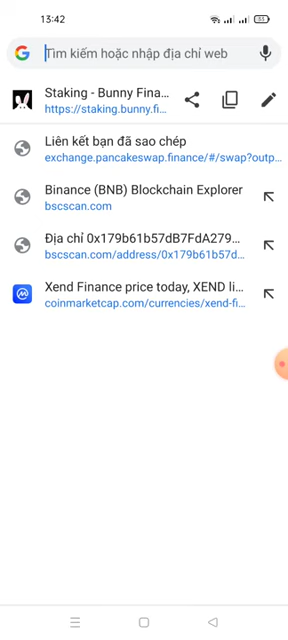 13:42
33
Tìm kiếm hoặc nhập địa chỉ web
Staking - Bunny Fina...
https://staking.bunny.fi...
Liên kết bạn đã sao chép
exchange.pancakeswap.finance/#/swap?outp...
Binance (BNB) Blockchain Explorer
bscscan.com
Địa chỉ 0x179b61b57dB7FdA279...
bscscan.com/address/0x179b61b57d...
Xend Finance price today, XEND li...
coinmarketcap.com/currencies/xend-fi...